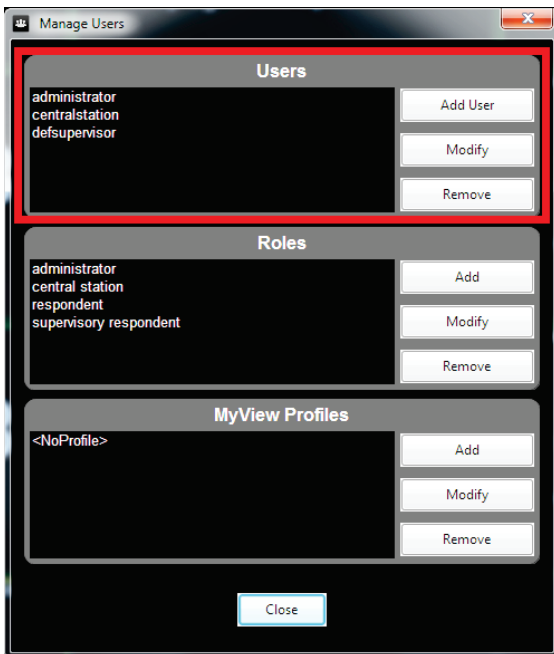 Manage Users
Users
administrator
centralstation
defsupervisor
Add User
Modify
Remove
Roles
administrator
central station
respondent
supervisory respondent
Add
Modify
Remove
MyView Profiles
<NoProfile>
Add
Modify
Remove
Close